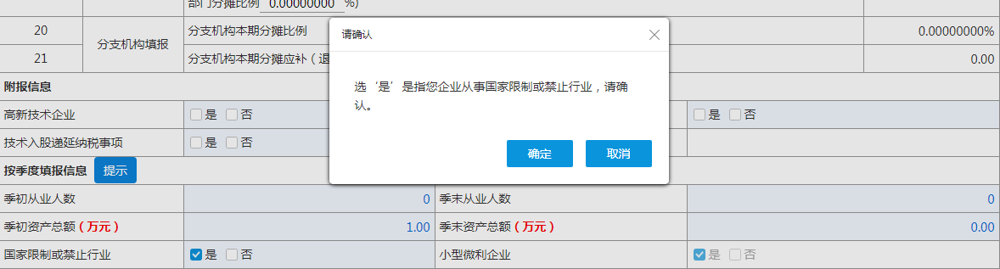 部门分摊比例 0.00000000 %)
20 分支机构填报 分支机构本期分摊比例 0.00000000%
21 分支机构本期分摊应补（退 0.00
请确认
选‘是’是指您企业从事国家限制或禁止行业，请确
认。
确定 取消
附报信息
高新技术企业 是 否 是 否
技术入股递延纳税事项 是 否
按季度填报信息 提示
季初从业人数 0 季末从业人数 0
季初资产总额（万元） 1.00 季末资产总额（万元） 0.00
国家限制或禁止行业 是 否 小型微利企业 是 否